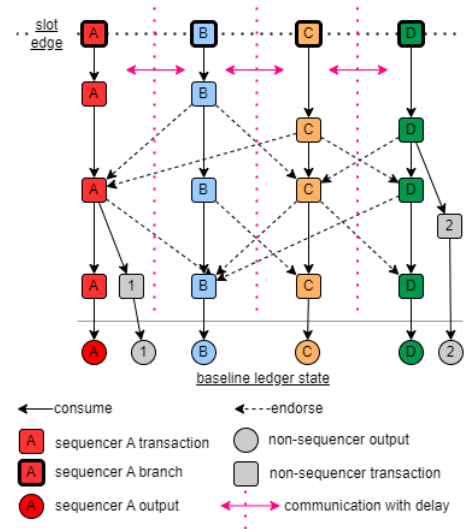 slot
edge
A B C D
A B
C D
A B C D
2
A 1 B C D
A 1 B C D 2
baseline ledger state
consume endorse
A sequencer A transaction non-sequencer output
A sequencer A branch non-sequencer transaction
A sequencer A output communication with delay